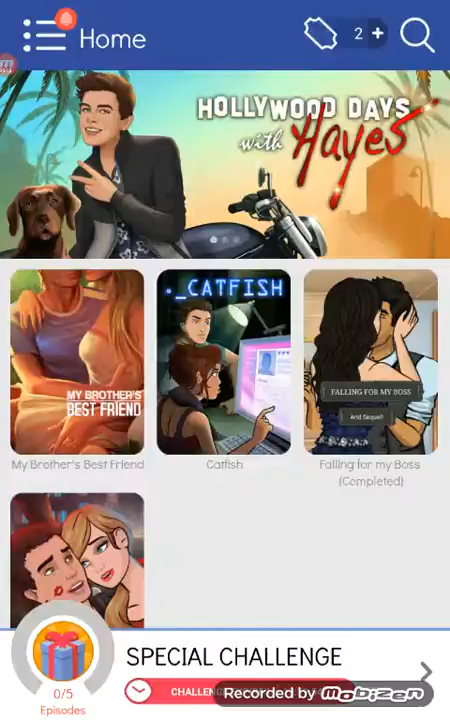 Home
2 +
HOLLYWOOD DAYS
with Hayes
MY BROTHER'S
BEST FRIEND
._CATFISH
FALLING FOR MY BOSS
And Sequel!
My Brother's Best Friend
Catfish
Falling for my Boss
(Completed)
SPECIAL CHALLENGE
0/5
Episodes
Recorded by Mobizen